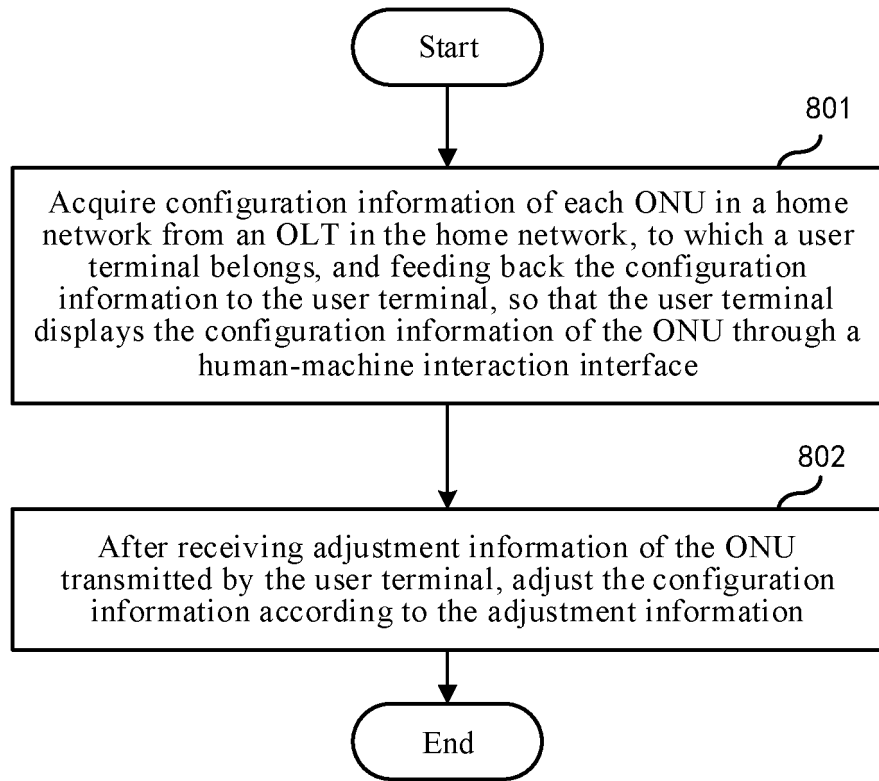 Start
801
Acquire configuration information of each ONU in a home
network from an OLT in the home network, to which a user
terminal belongs, and feeding back the configuration
information to the user terminal, so that the user terminal
displays the configuration information of the ONU through a
human-machine interaction interface
802
After receiving adjustment information of the ONU
transmitted by the user terminal, adjust the configuration
information according to the adjustment information
End